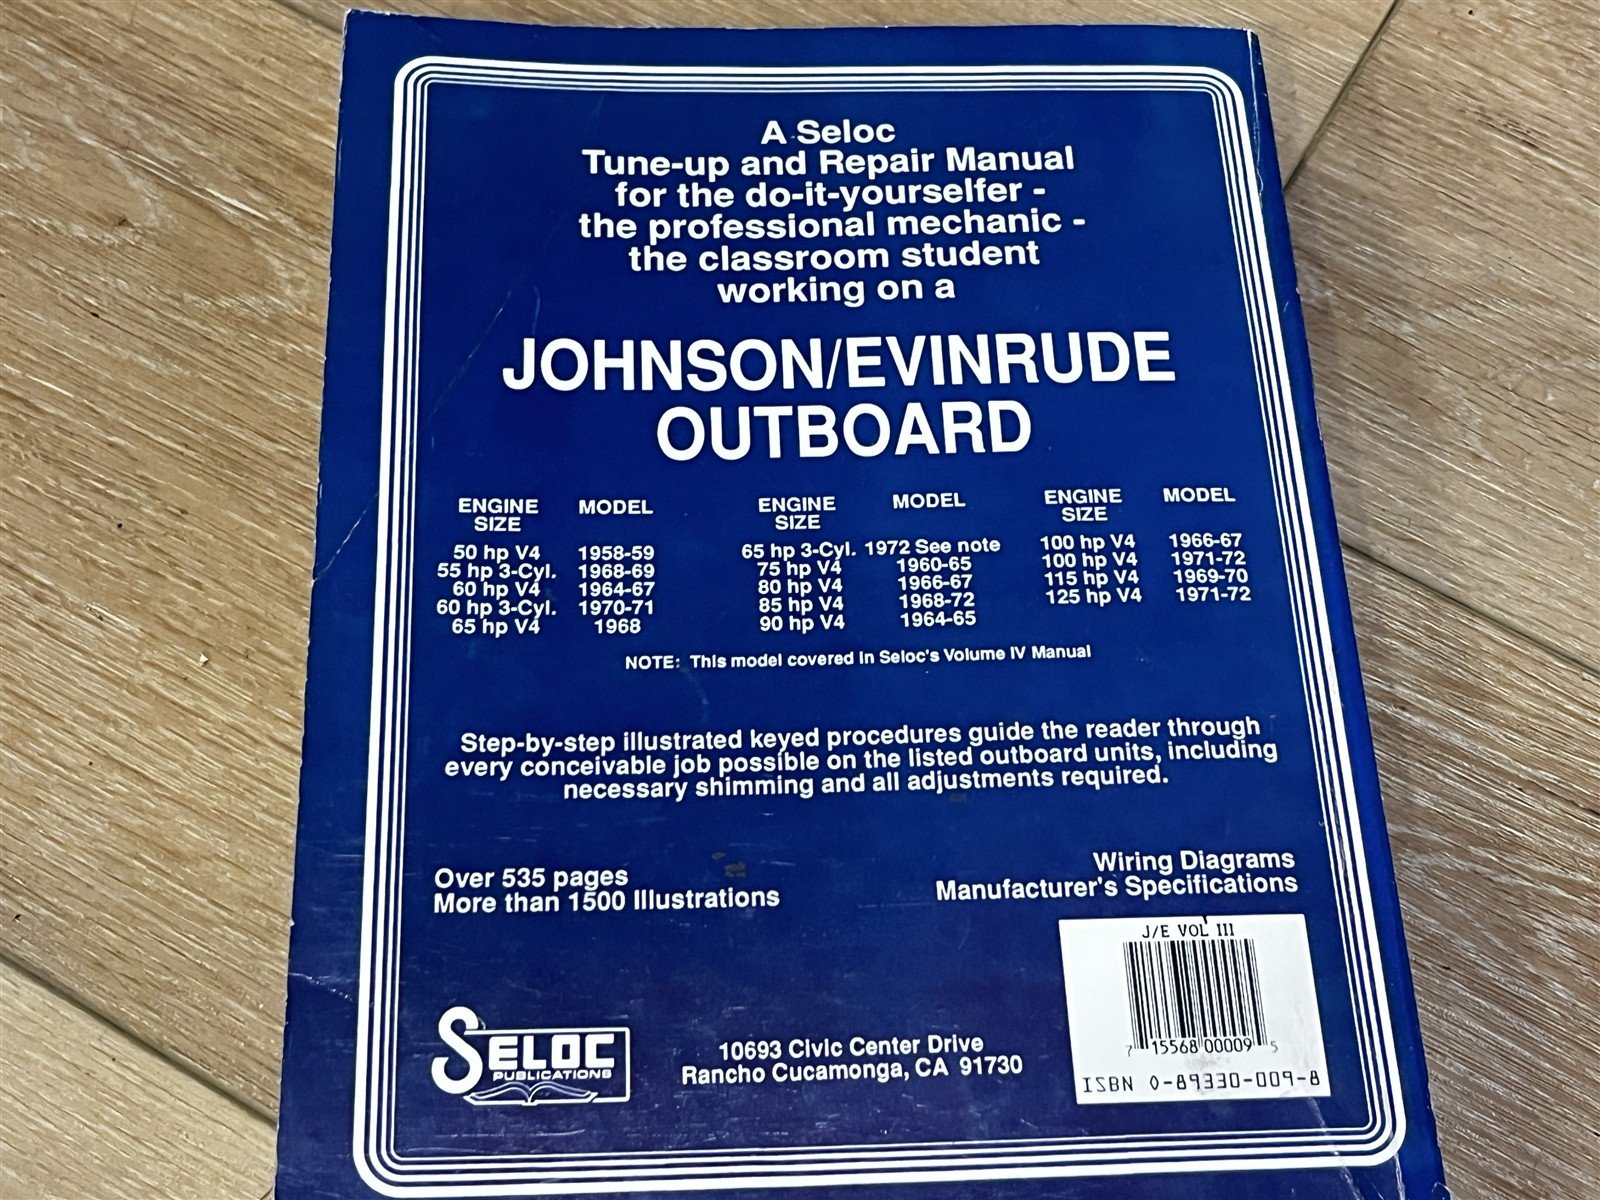 A Seloc
Tune-up and Repair Manual
for the do-it-yourselfer -
the professional mechanic -
the classroom student
working on a
JOHNSON/EVINRUDE
OUTBOARD
ENGINE SIZE MODEL
50 hp V4 1958-59
55 hp 3-Cyl. 1968-69
60 hp V4 1964-67
60 hp 3-Cyl. 1970-71
65 hp V4 1968
ENGINE SIZE MODEL
65 hp 3-Cyl. 1972 See note
75 hp V4 1960-65
80 hp V4 1966-67
85 hp V4 1968-72
90 hp V4 1964-65
ENGINE SIZE MODEL
100 hp V4 1966-67
100 hp V4 1971-72
115 hp V4 1969-70
125 hp V4 1971-72
NOTE: This model covered in Seloc's Volume IV Manual
Step-by-step illustrated keyed procedures guide the reader through
every conceivable job possible on the listed outboard units, including
necessary shimming and all adjustments required.
Over 535 pages
More than 1500 Illustrations
Wiring Diagrams
Manufacturer's Specifications
J/E VOL III
7 15568 00009 5
ISBN 0-89330-009-8
SELOC
PUBLICATIONS
10693 Civic Center Drive
Rancho Cucamonga, CA 91730